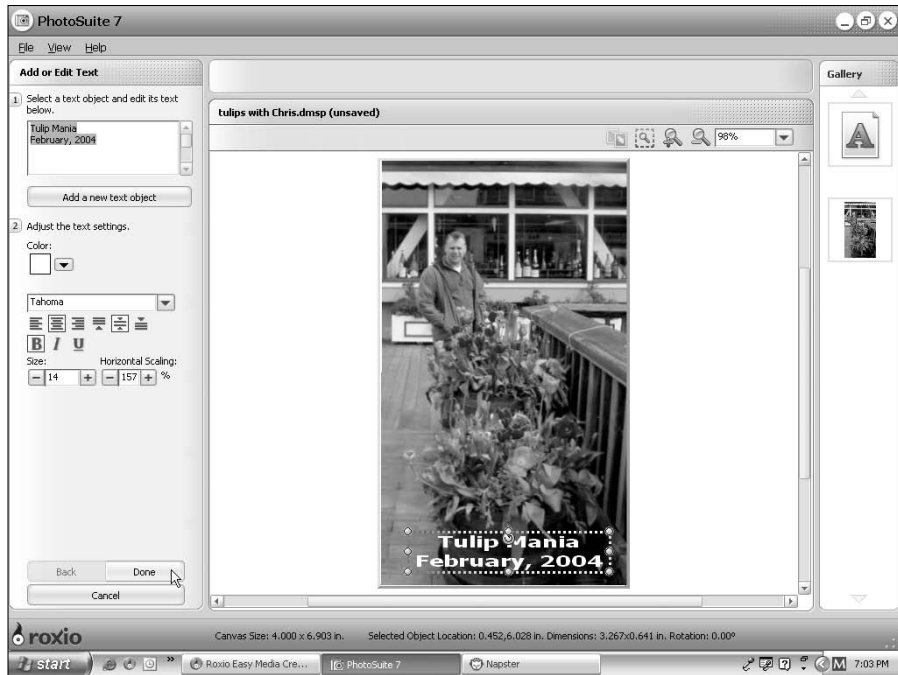 PhotoSuite 7
File View Help
Add or Edit Text
1 Select a text object and edit its text
below.
Tulip Mania
February, 2004
Add a new text object
2 Adjust the text settings.
Color:
Tahoma
B I U
Size: Horizontal Scaling:
14 157 %
Back Done
Cancel
tulips with Chris.dmsp (unsaved)
98%
Tulip Mania
February, 2004
Gallery
A
roxio
Canvas Size: 4.000 x 6.903 in. Selected Object Location: 0.452,6.028 in. Dimensions: 3.267x0.641 in. Rotation: 0.00º
start
Roxio Easy Media Cre...
PhotoSuite 7
Napster
M
7:03 PM